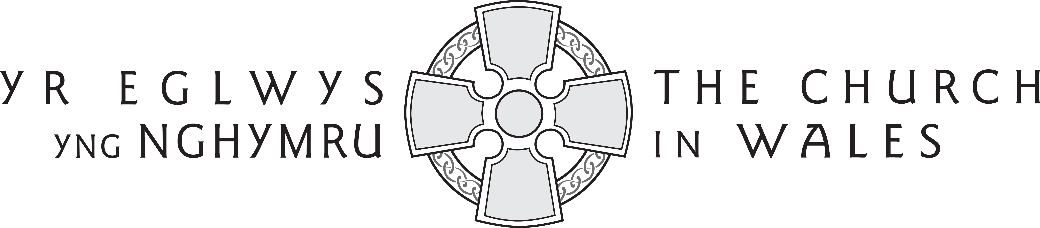 YR EGLWYS
YNG NGHYMRU
THE CHURCH
IN WALES